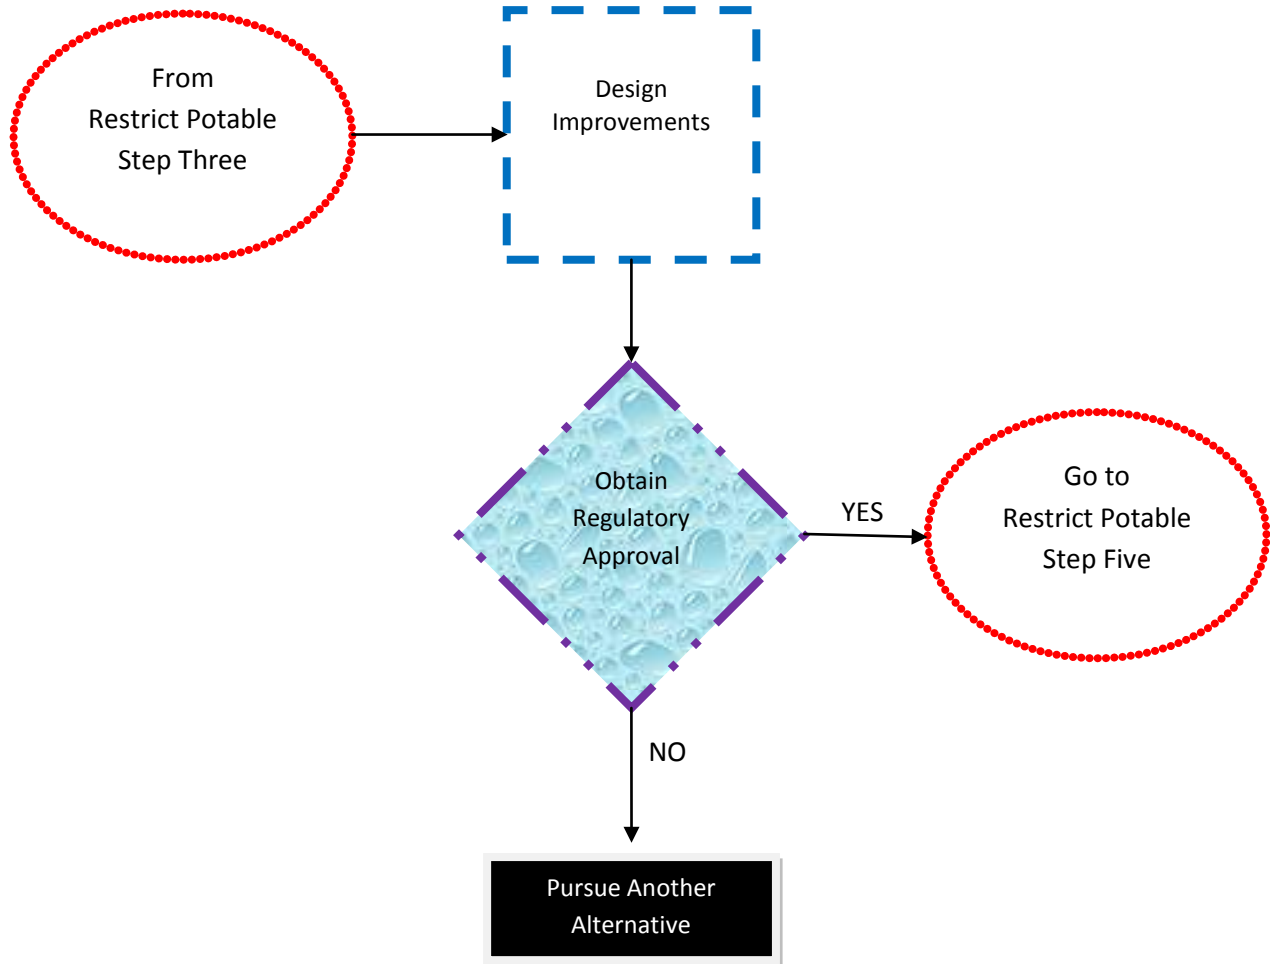 From
Restrict Potable
Step Three
Design
Improvements
Obtain
Regulatory
Approval
YES
Go to
Restrict Potable
Step Five
NO
Pursue Another
Alternative